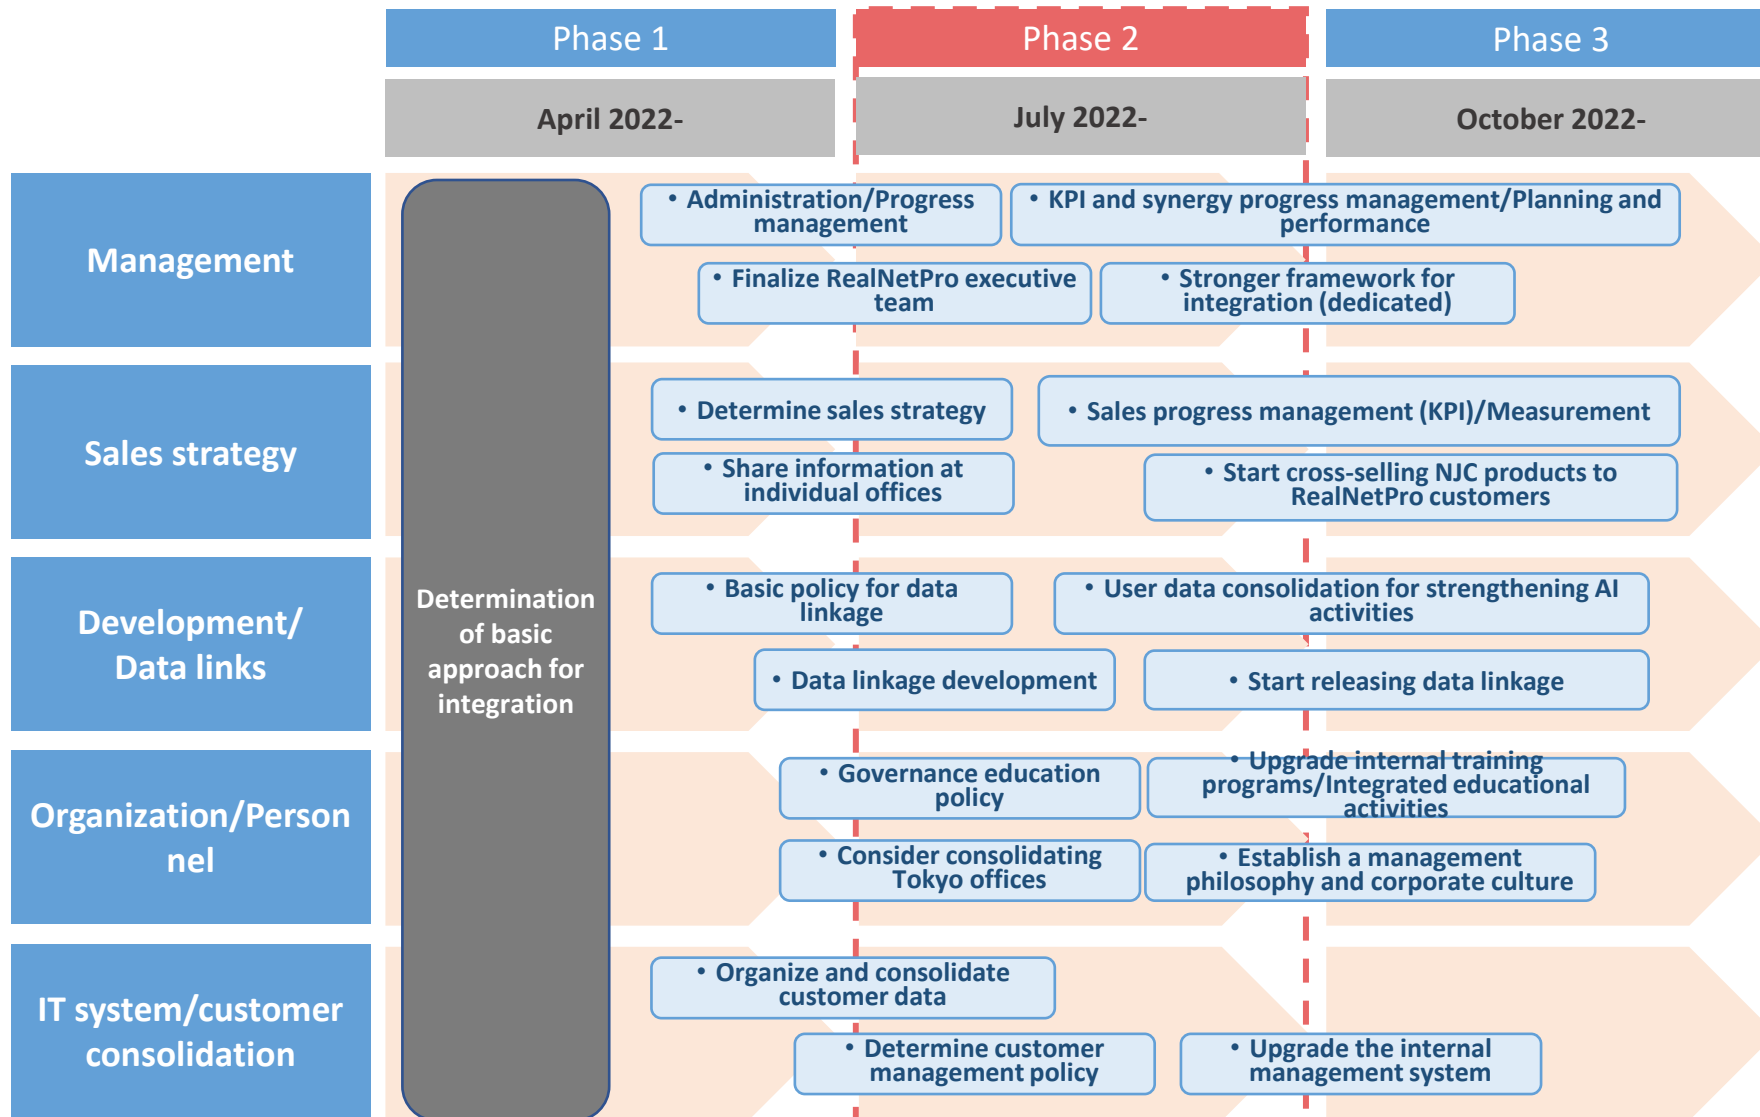 Phase 1
Phase 2
Phase 3
April 2022-
July 2022-
October 2022-
Management
• Administration/Progress
management
• KPI and synergy progress management/Planning and
performance
• Finalize RealNetPro executive
team
• Stronger framework for
integration (dedicated)
Sales strategy
• Determine sales strategy
• Sales progress management (KPI)/Measurement
• Share information at
individual offices
• Start cross-selling NJC products to
RealNetPro customers
Determination
of basic
approach for
integration
Development/
Data links
• Basic policy for data
linkage
• User data consolidation for strengthening AI
activities
• Data linkage development
• Start releasing data linkage
Organization/Person
nel
• Governance education
policy
• Upgrade internal training
programs/Integrated educational
activities
• Consider consolidating
Tokyo offices
• Establish a management
philosophy and corporate culture
IT system/customer
consolidation
• Organize and consolidate
customer data
• Determine customer
management policy
• Upgrade the internal
management system